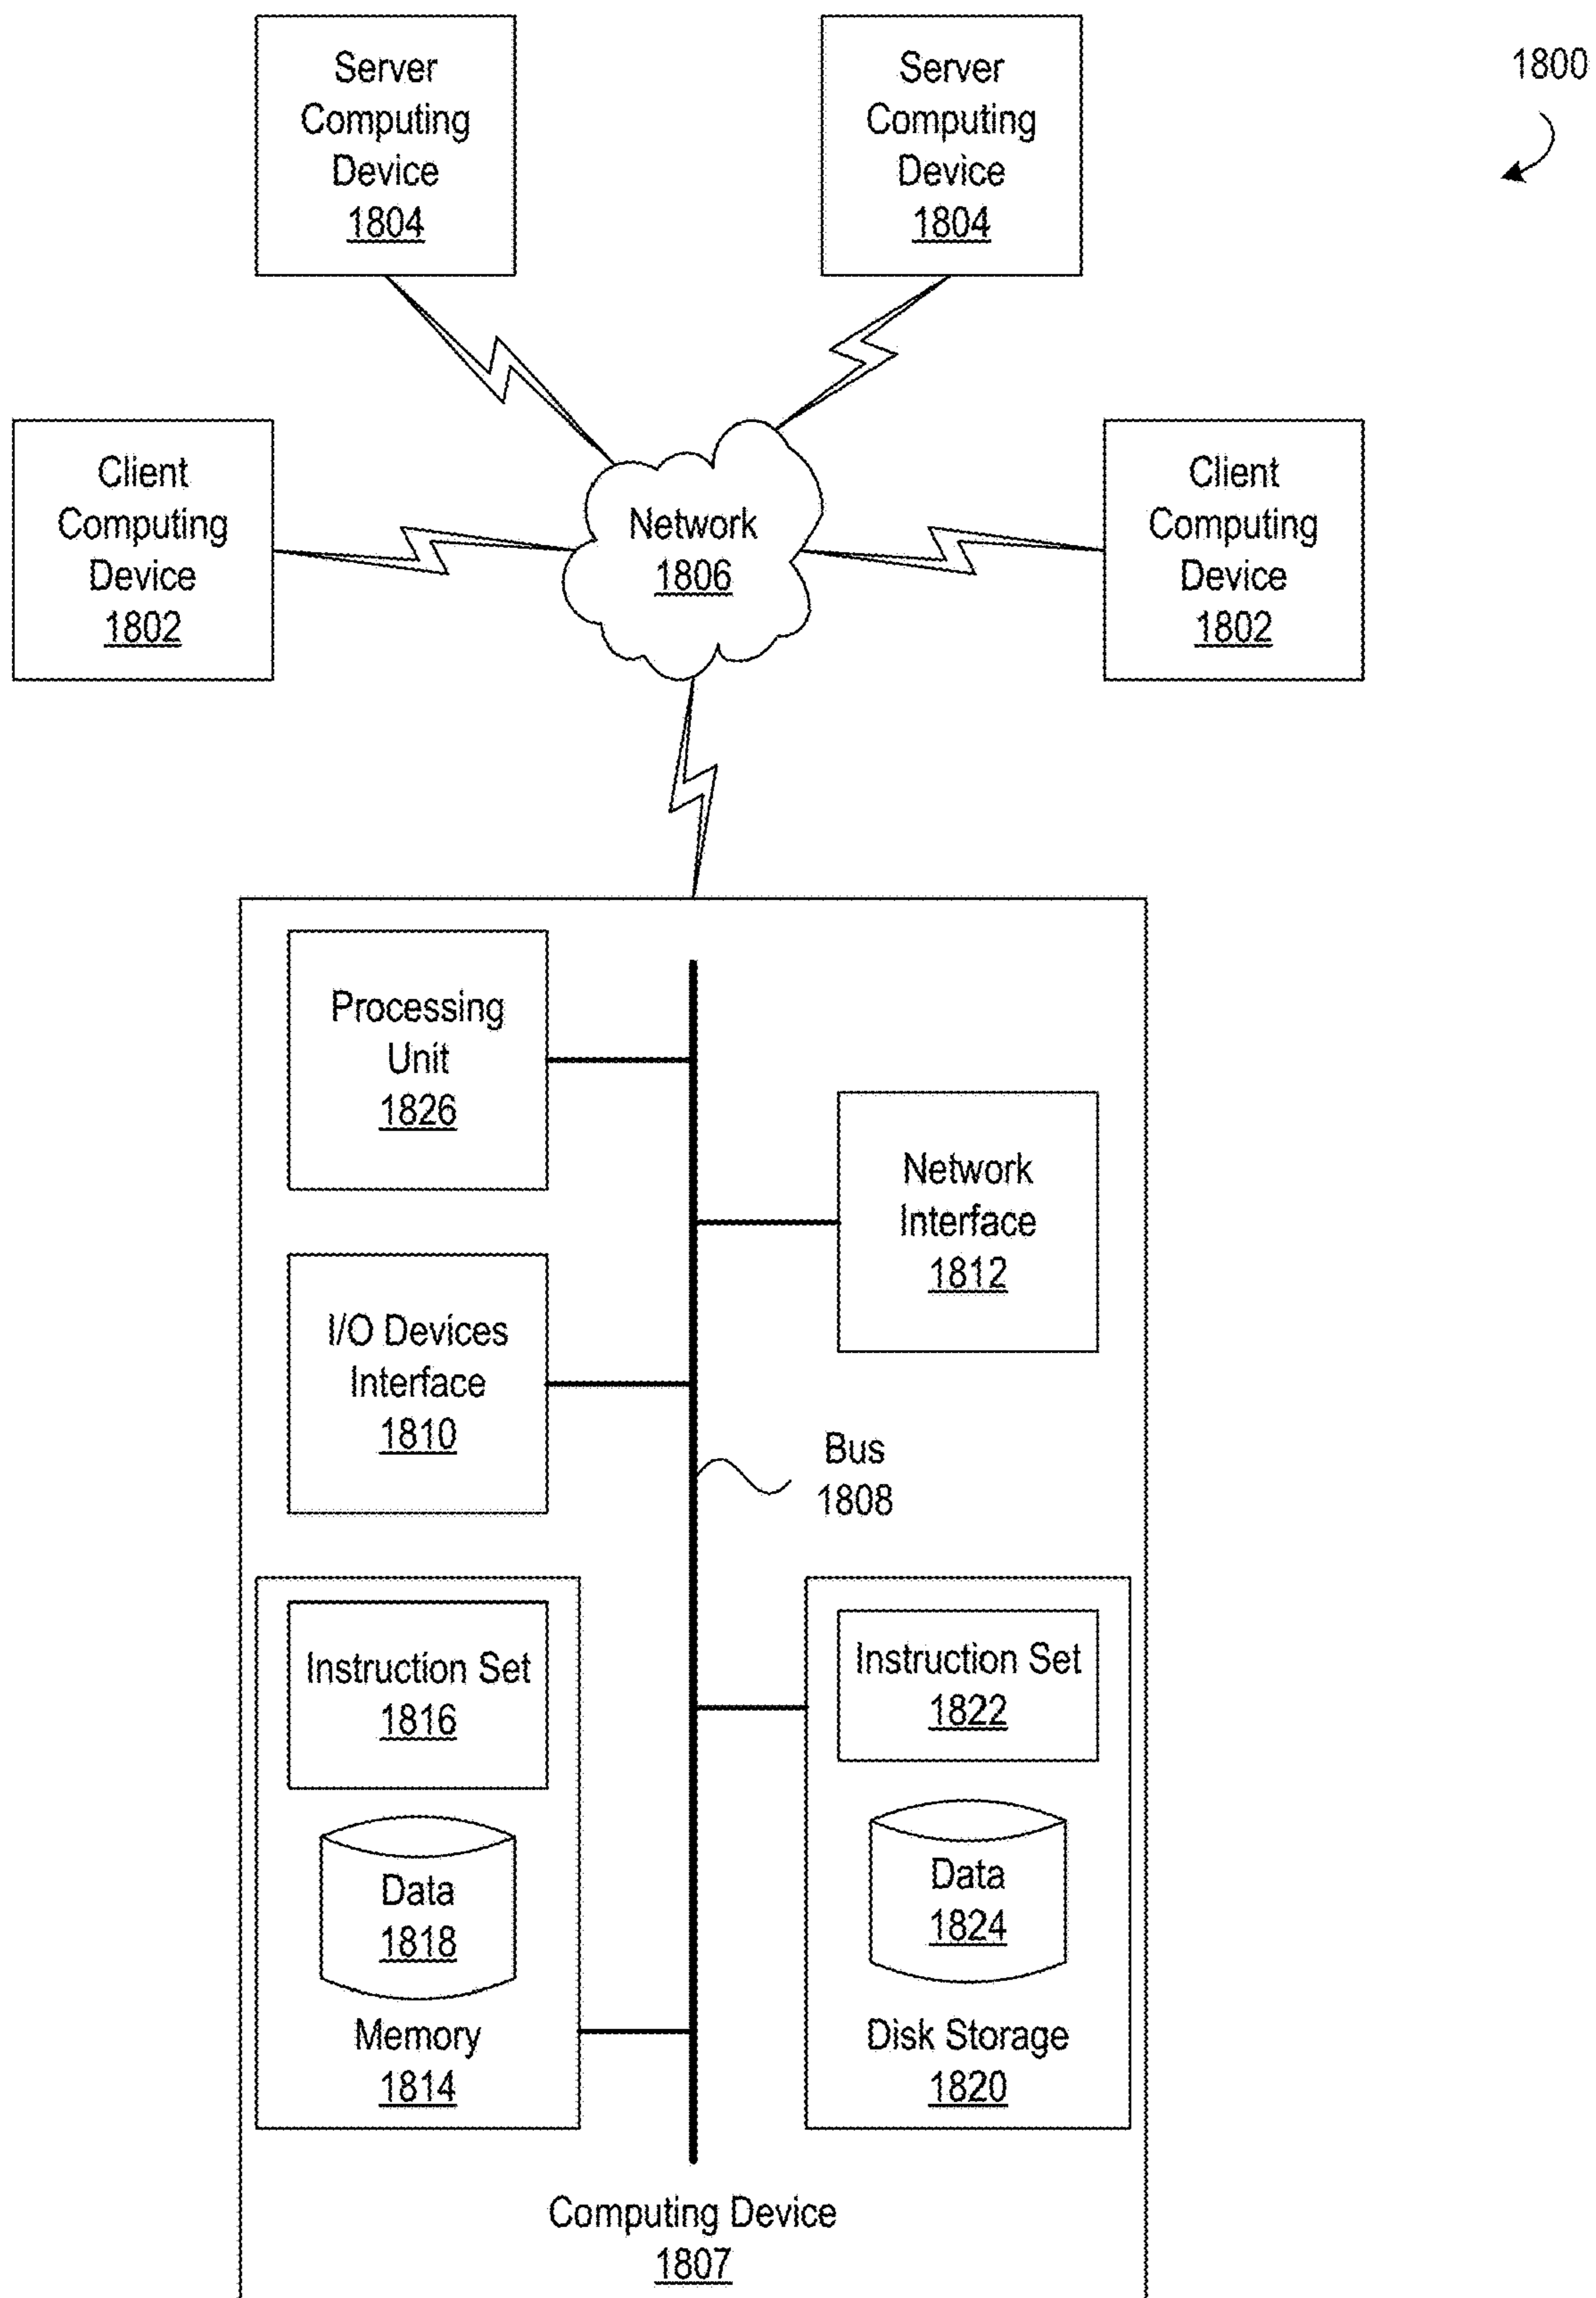 1800
Server
Computing
Device
1804
Server
Computing
Device
1804
Client
Computing
Device
1802
Network
1806
Client
Computing
Device
1802
Processing
Unit
1826
Network
Interface
1812
I/O Devices
Interface
1810
Bus
1808
Instruction Set
1816
Data
1818
Memory
1814
Instruction Set
1822
Data
1824
Disk Storage
1820
Computing Device
1807